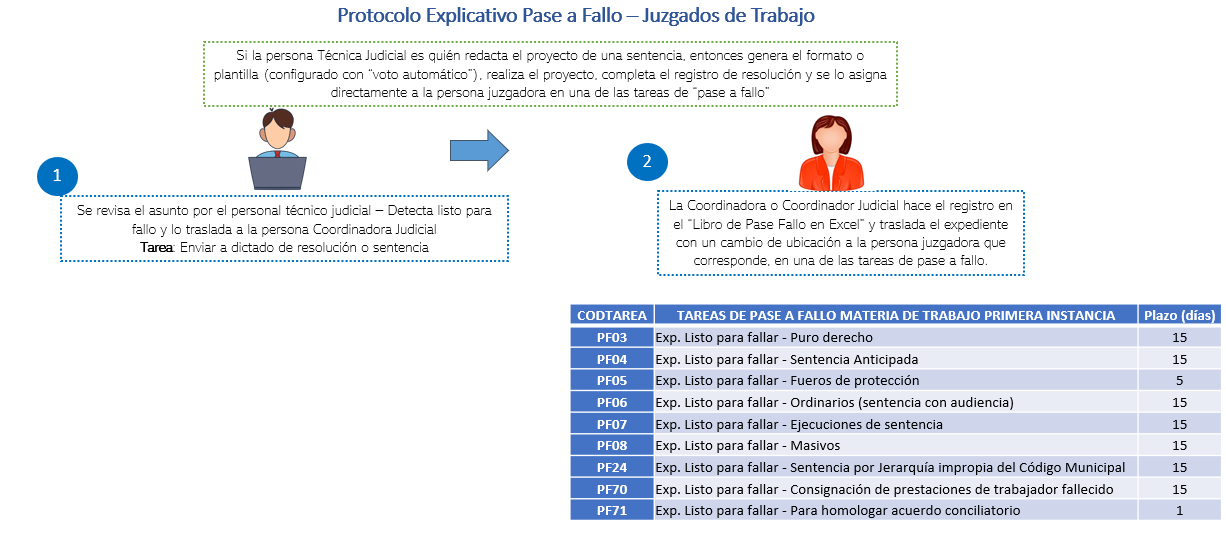 Protocolo Explicativo Pase a Fallo – Juzgados de Trabajo
Si la persona Técnica Judicial es quién redacta el proyecto de una sentencia, entonces genera el formato o
plantilla (configurado con “voto automático”), realiza el proyecto, completa el registro de resolución y se lo asigna
directamente a la persona juzgadora en una de las tareas de “pase a fallo”
1
Se revisa el asunto por el personal técnico judicial – Detecta listo para
fallo y lo traslada a la persona Coordinadora Judicial
Tarea: Enviar a dictado de resolución o sentencia
2
La Coordinadora o Coordinador Judicial hace el registro en
el “Libro de Pase Fallo en Excel” y traslada el expediente
con un cambio de ubicación a la persona juzgadora que
corresponde, en una de las tareas de pase a fallo.
CODTAREA TAREAS DE PASE A FALLO MATERIA DE TRABAJO PRIMERA INSTANCIA Plazo (días)
PF03 Exp. Listo para fallar - Puro derecho 15
PF04 Exp. Listo para fallar - Sentencia Anticipada 15
PF05 Exp. Listo para fallar - Fueros de protección 5
PF06 Exp. Listo para fallar - Ordinarios (sentencia con audiencia) 15
PF07 Exp. Listo para fallar - Ejecuciones de sentencia 15
PF08 Exp. Listo para fallar - Masivos 15
PF24 Exp. Listo para fallar - Sentencia por Jerarquía impropia del Código Municipal 15
PF70 Exp. Listo para fallar - Consignación de prestaciones de trabajador fallecido 15
PF71 Exp. Listo para fallar - Para homologar acuerdo conciliatorio 1